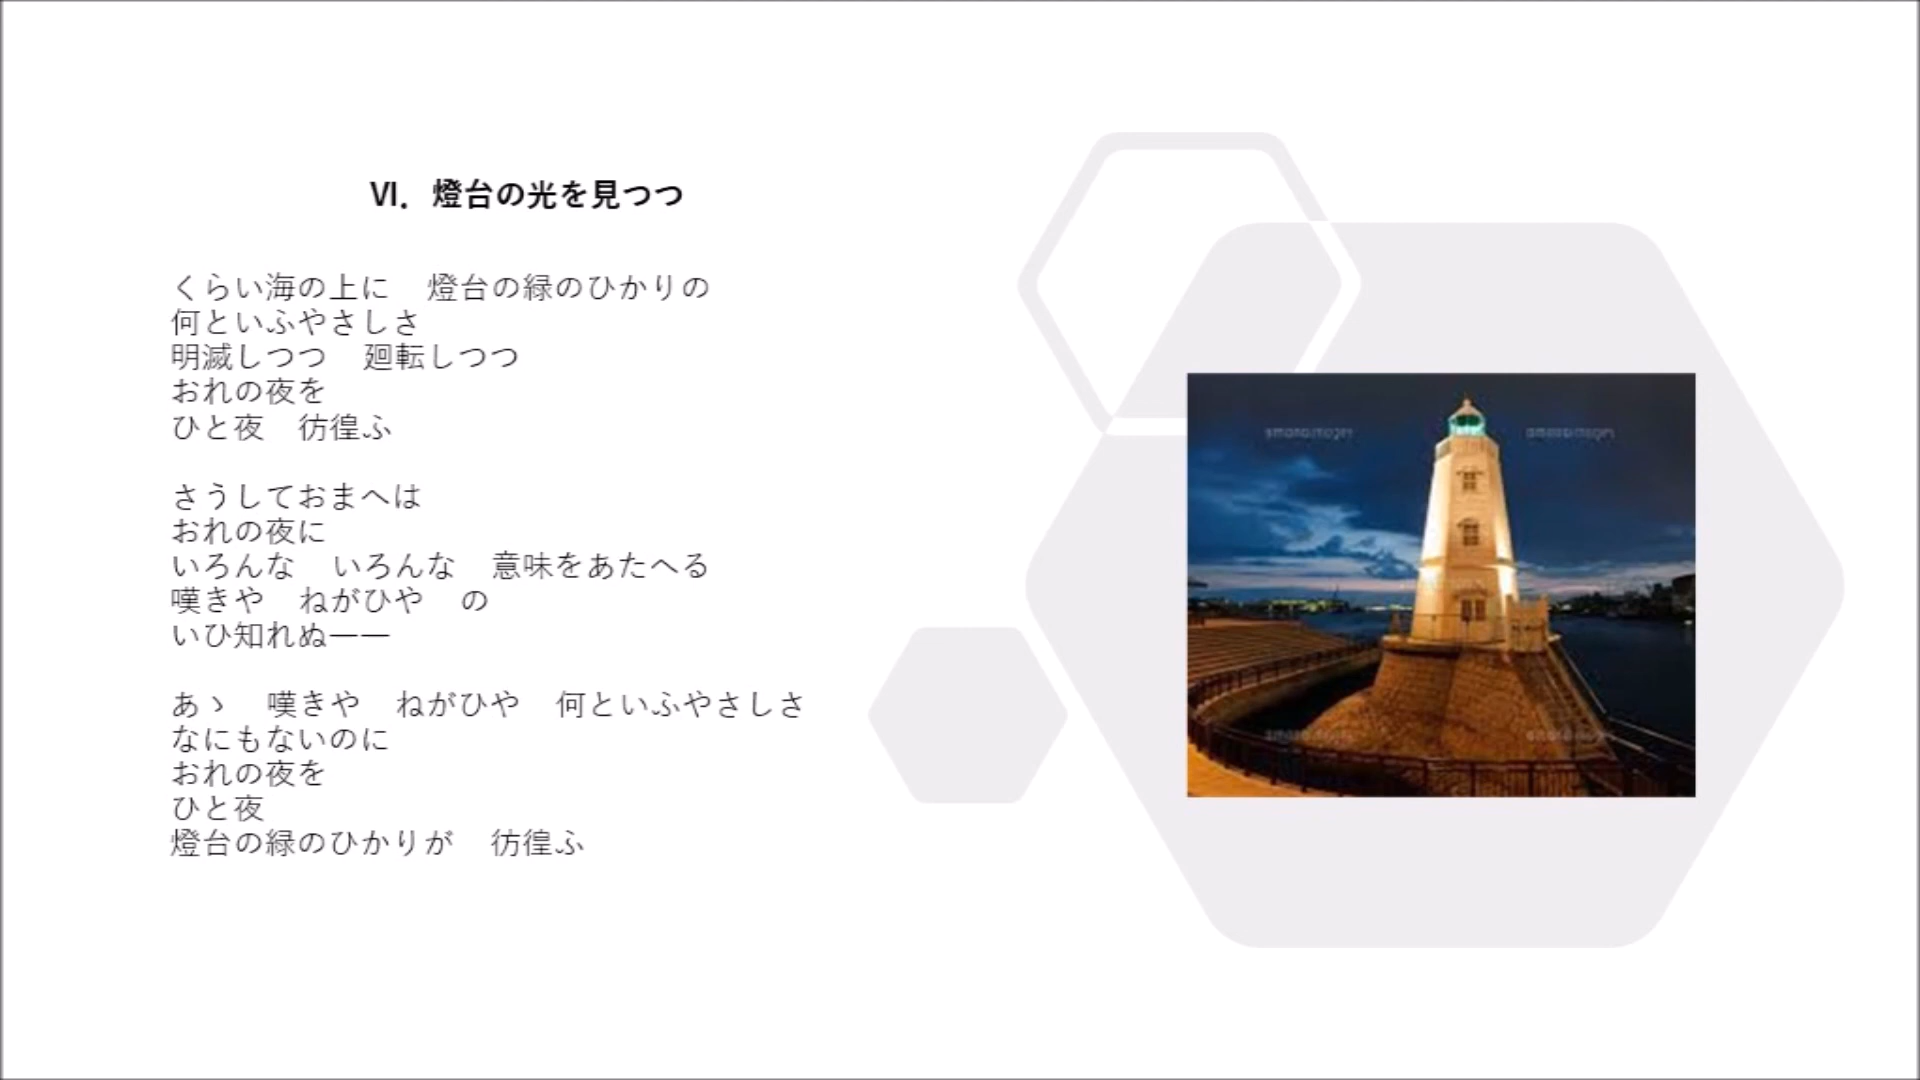 Ⅵ．燈台の光を見つつ
くらい海の上に　燈台の緑のひかりの
何といふやさしさ
明滅しつつ　廻転しつつ
おれの夜を
ひと夜　彷徨ふ
さうしておまへは
おれの夜に
いろんな　いろんな　意味をあたへる
嘆きや　ねがひや　の
いひ知れぬ――
あゝ　嘆きや　ねがひや　何といふやさしさ
なにもないのに
おれの夜を
ひと夜
燈台の緑のひかりが　彷徨ふ